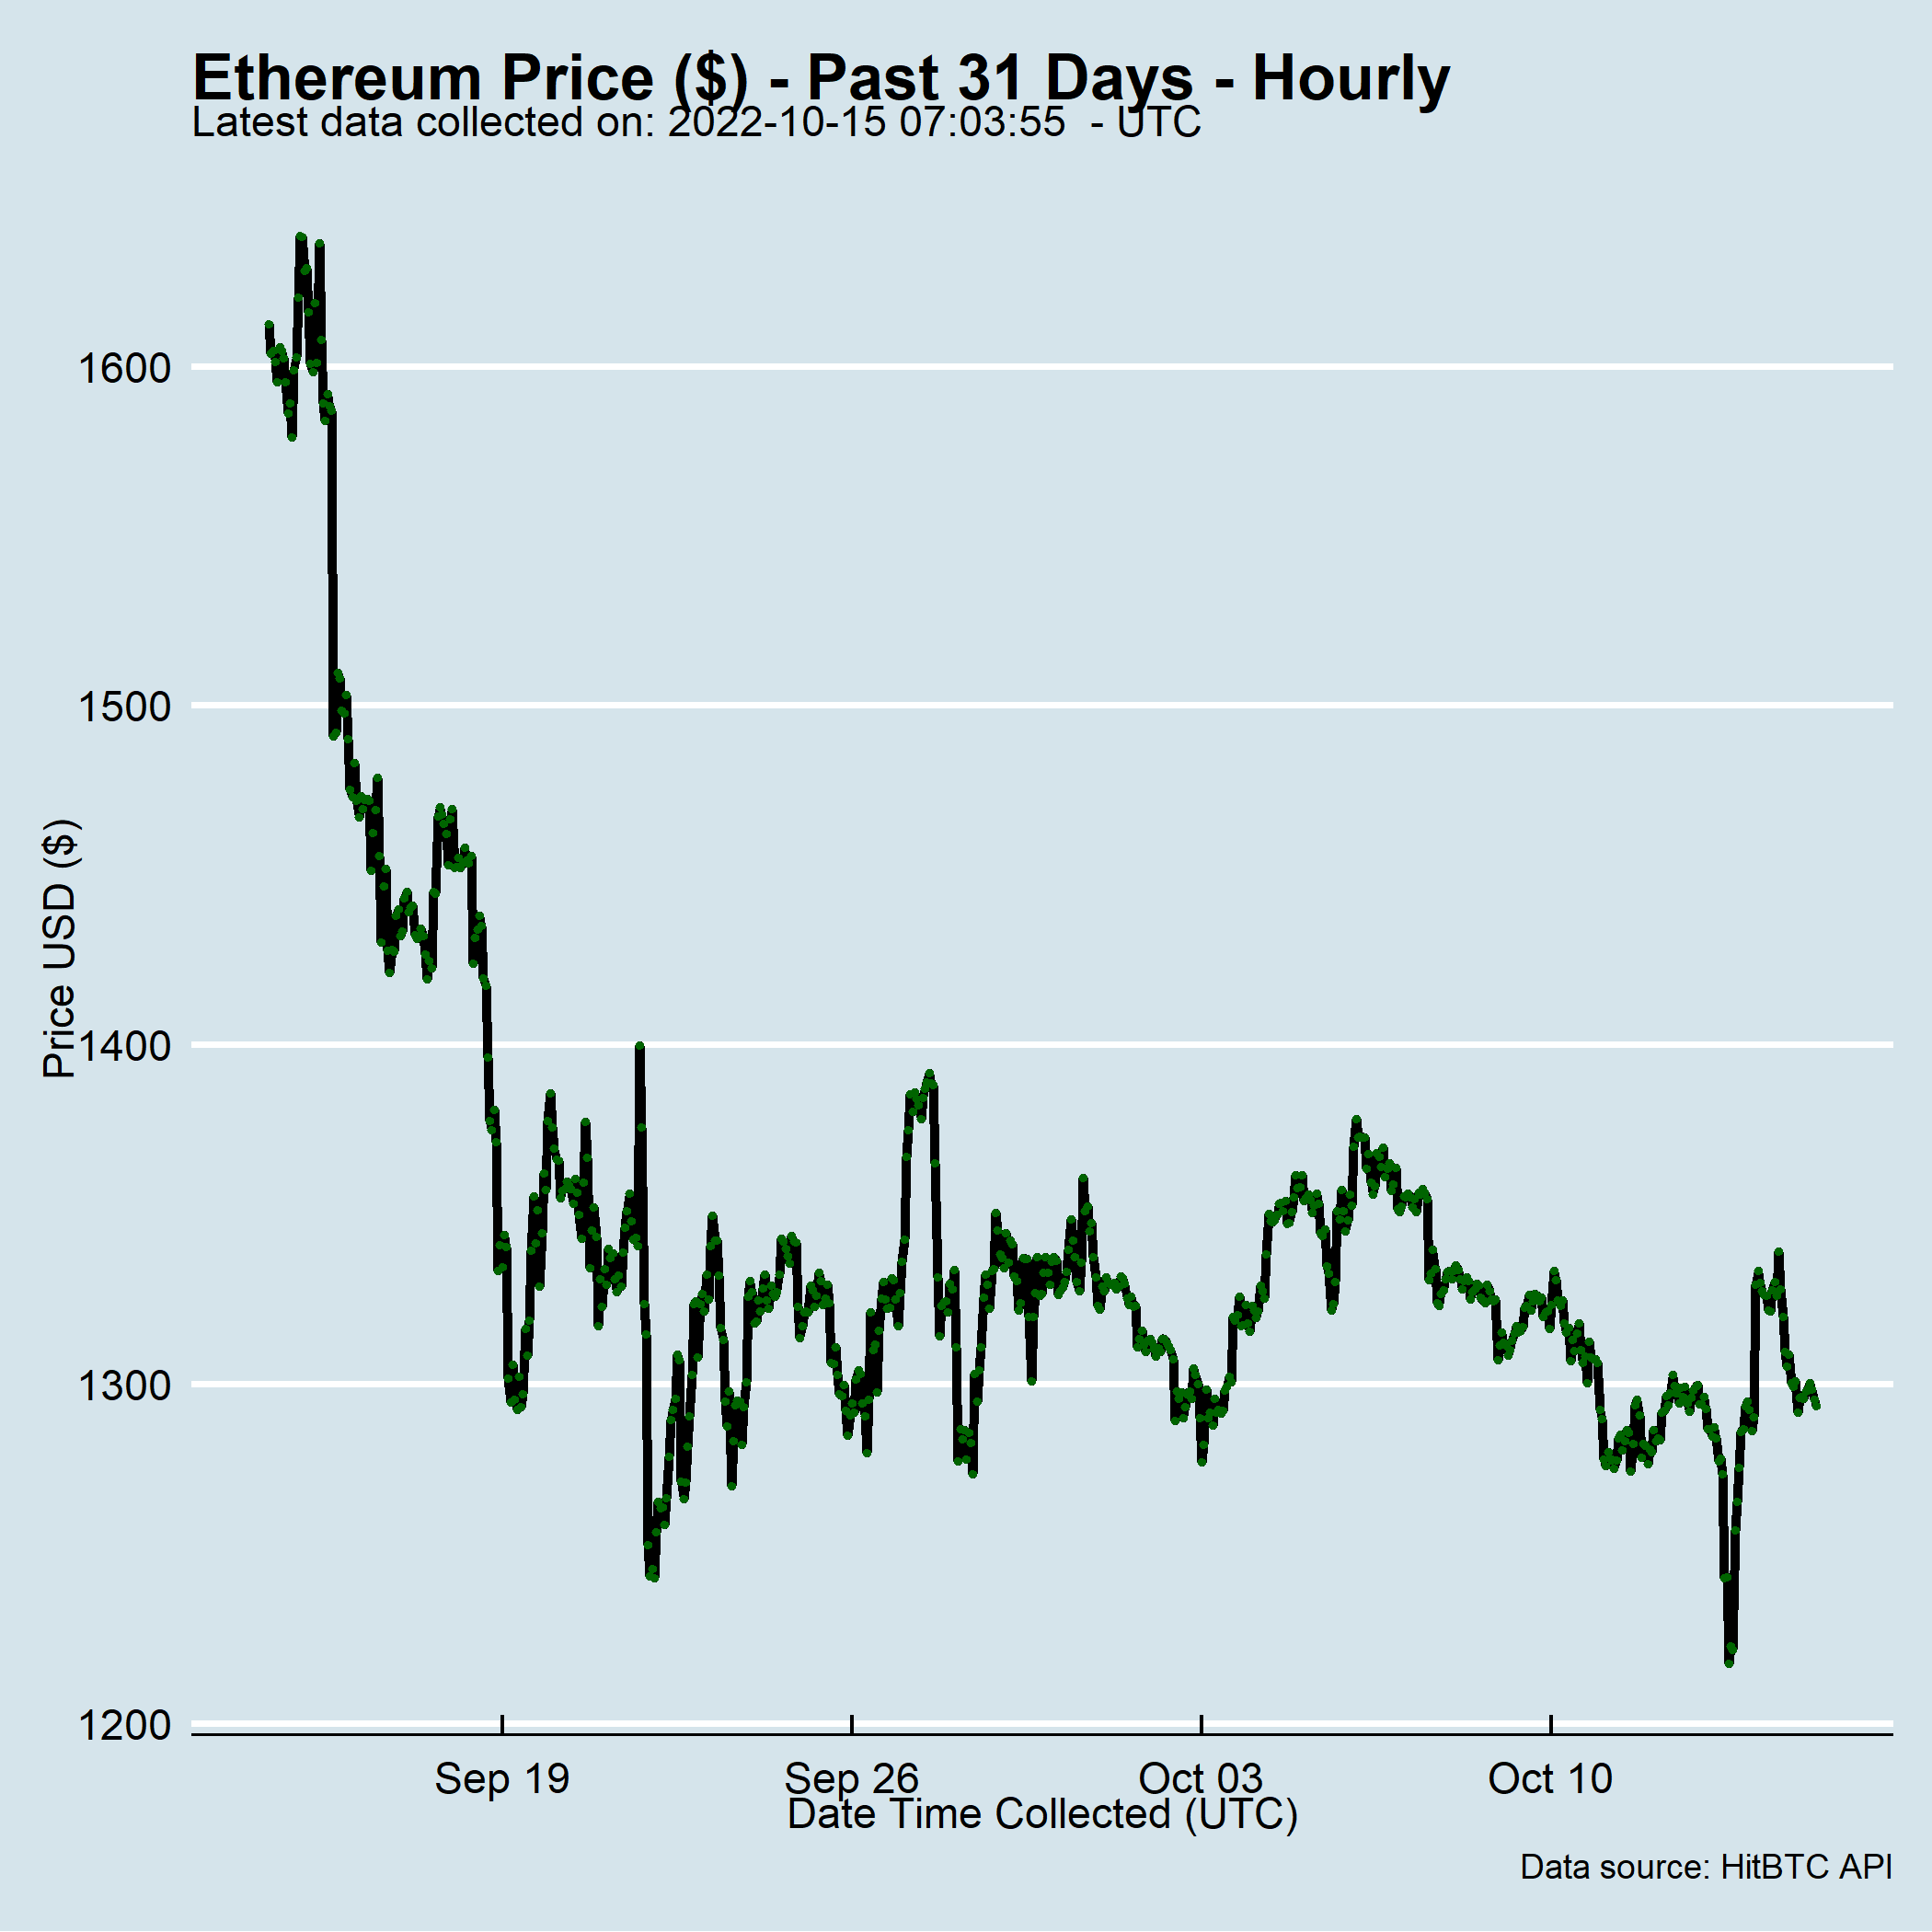 Ethereum Price ($) - Past 31 Days - Hourly
Latest data collected on: 2022-10-15 07:03:55  - UTC
Price USD ($)
1600
1500
1400
1300
1200
Sep 19
Sep 26
Oct 03
Oct 10
Date Time Collected (UTC)
Data source: HitBTC API